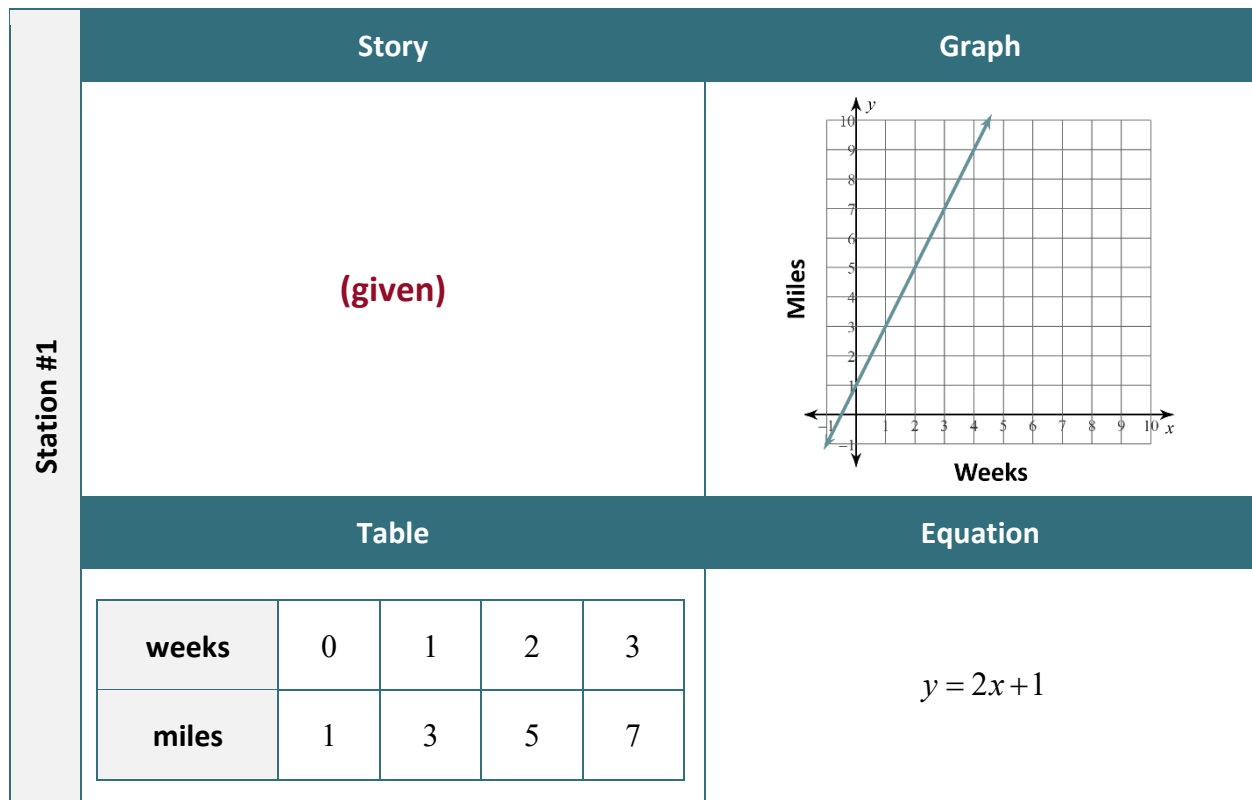 Station #1
Story
Graph
(given)
y
10
9
8
7
6
5
4
3
2
1
-1
-1
1 2 3 4 5 6 7 8 9 10 x
Miles
Weeks
Table
Equation
weeks 0 1 2 3
miles 1 3 5 7
y = 2x + 1